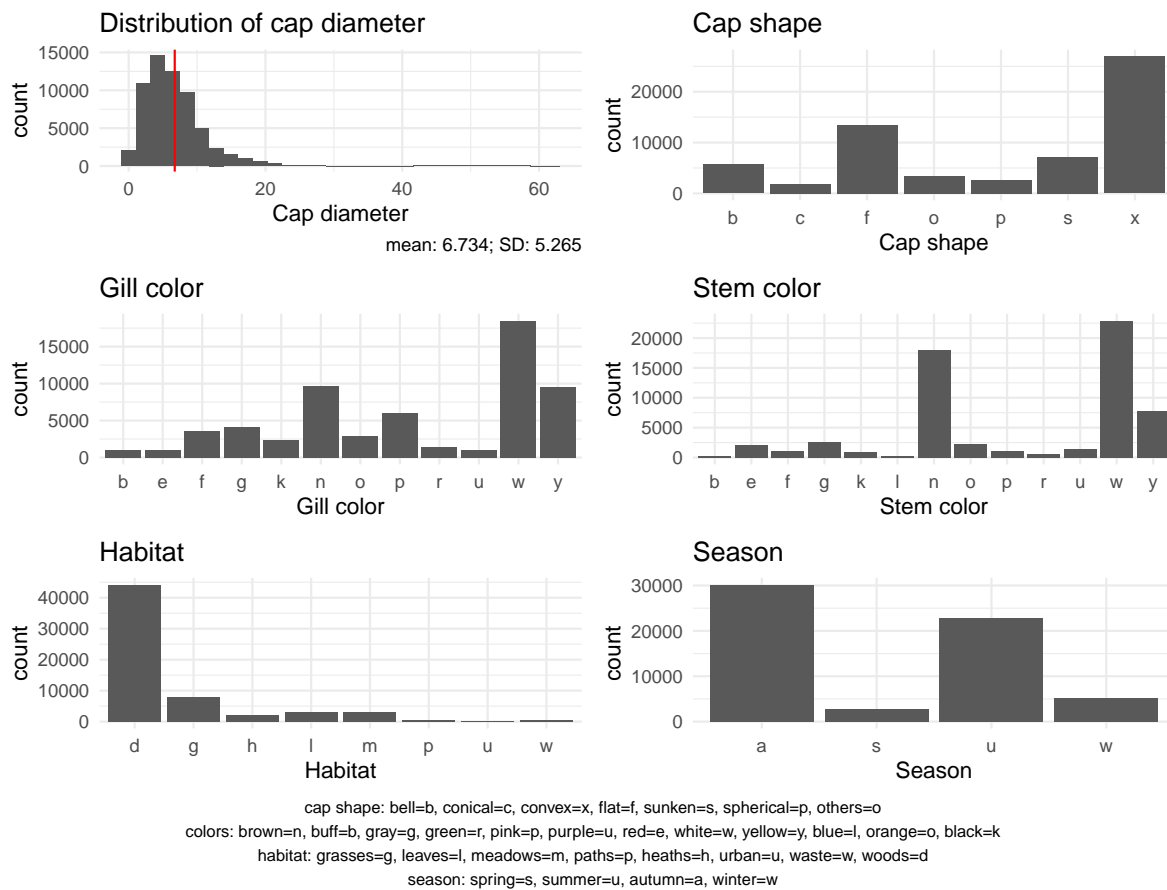 Distribution of cap diameter
15000
10000
5000
0
count
0 20 40 60
Cap diameter
mean: 6.734; SD: 5.265
Cap shape
20000
10000
0
count
b c f o p s x
Cap shape
Gill color
15000
10000
5000
0
count
b e f g k n o p r u w y
Gill color
Stem color
20000
15000
10000
5000
0
count
b e f g k l n o p r u w y
Stem color
Habitat
40000
30000
20000
10000
0
count
d g h l m p u w
Habitat
Season
30000
20000
10000
0
count
a s u w
Season
cap shape: bell=b, conical=c, convex=x, flat=f, sunken=s, spherical=p, others=o
colors: brown=n, buff=b, gray=g, green=r, pink=p, purple=u, red=e, white=w, yellow=y, blue=l, orange=o, black=k
habitat: grasses=g, leaves=l, meadows=m, paths=p, heaths=h, urban=u, waste=w, woods=d
season: spring=s, summer=u, autumn=a, winter=w